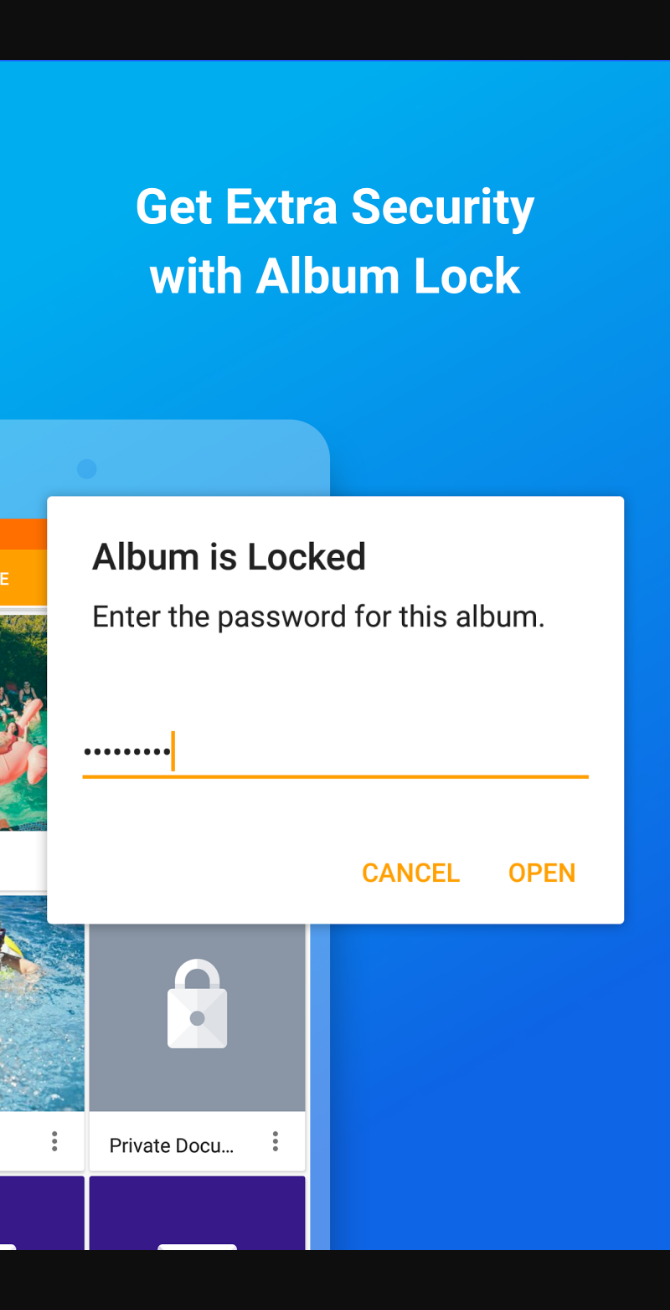 Get Extra Security
with Album Lock
E
Album is Locked
Enter the password for this album.
•••••••••
CANCEL OPEN
Private Docu...